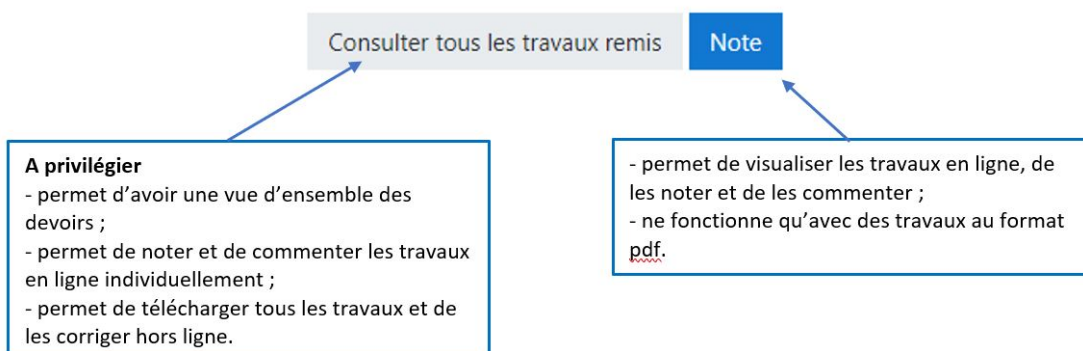 Consulter tous les travaux remis
Note
A privilégier
- permet d’avoir une vue d’ensemble des
devoirs ;
- permet de noter et de commenter les travaux
en ligne individuellement ;
- permet de télécharger tous les travaux et de
les corriger hors ligne.
- permet de visualiser les travaux en ligne, de
les noter et de les commenter ;
- ne fonctionne qu’avec des travaux au format
pdf.